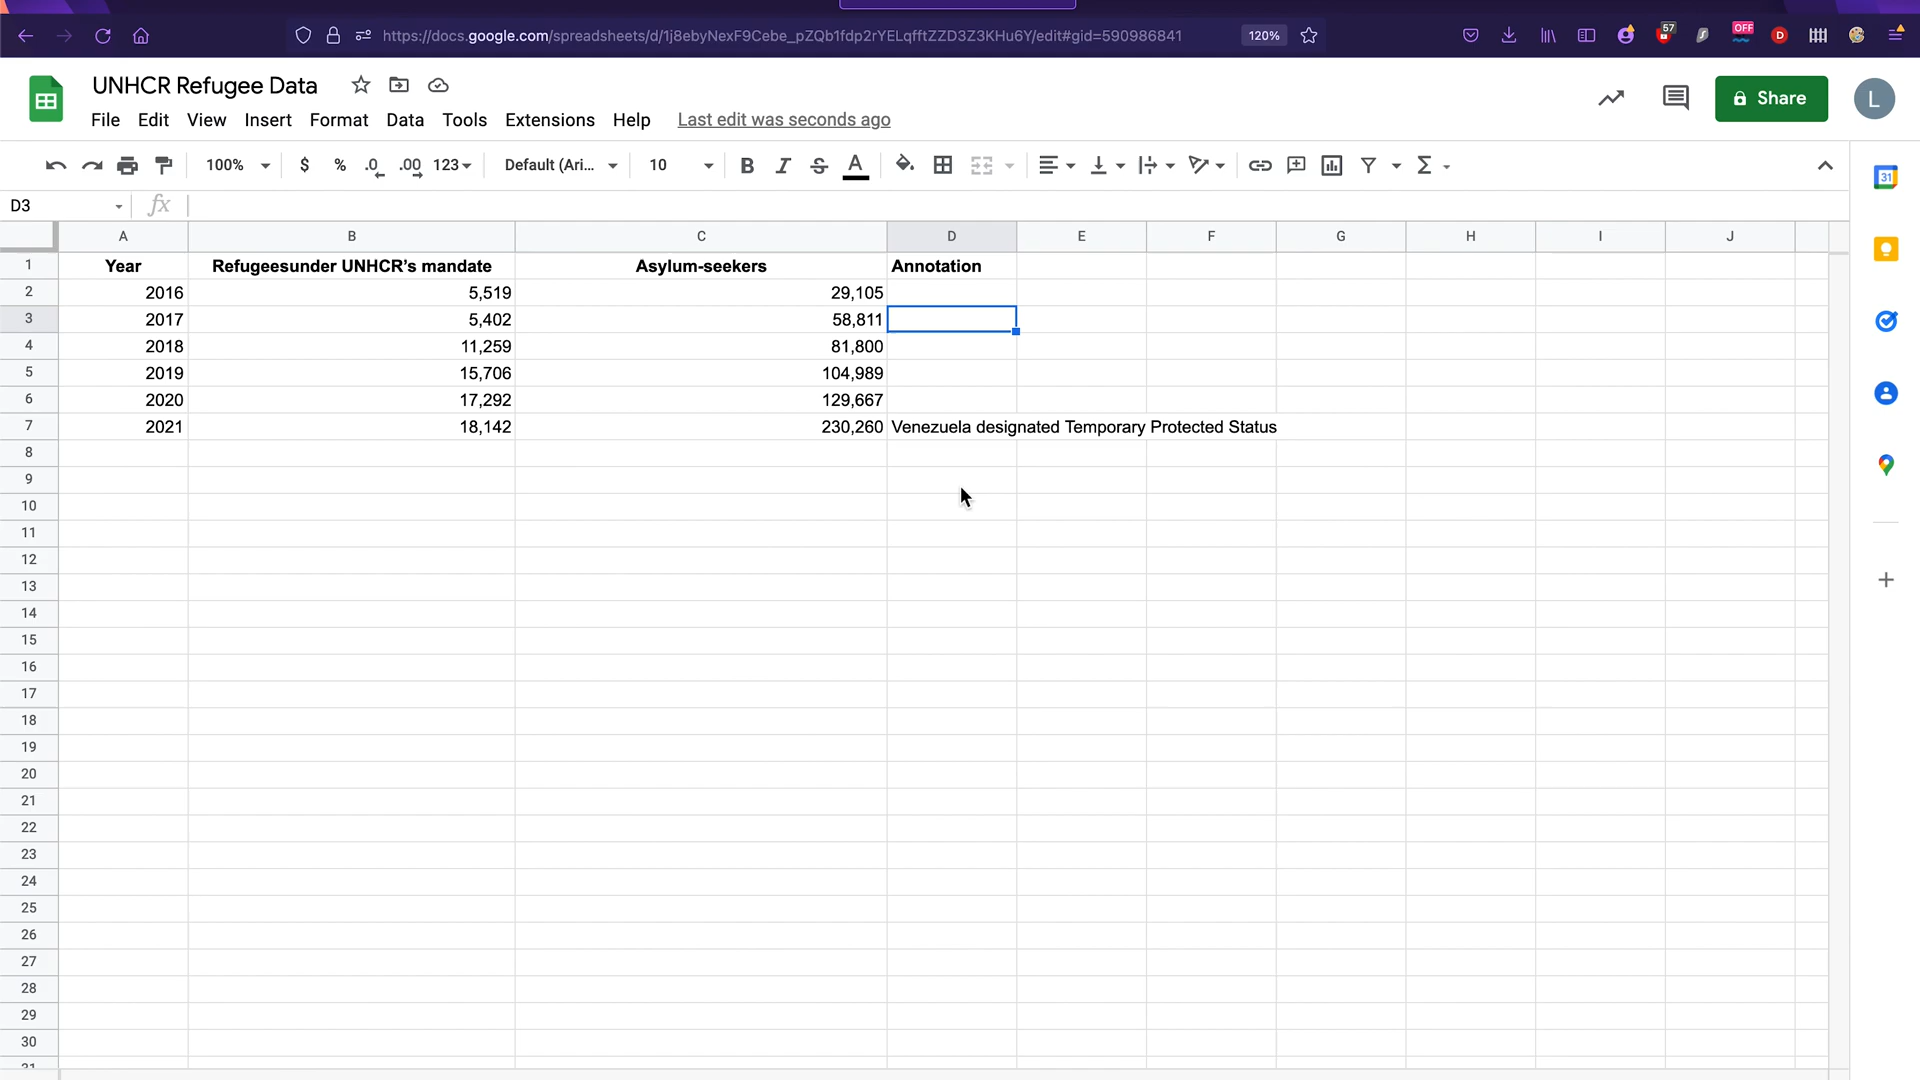 https://docs.google.com/spreadsheets/d/1j8ebyNexF9Cebe_pZQb1fdp2rYELqfftZZD3Z3KHu6Y/edit#gid=590986841
120%
57
OFF
D
UNHCR Refugee Data
File Edit View Insert Format Data Tools Extensions Help Last edit was seconds ago
Share
L
100% $ % .0 .00 123 Default (Ari... 10 B I S A Σ
31
D3 fx
A B C D E F G H I J
1 Year Refugeesunder UNHCR’s mandate Asylum-seekers Annotation
2 2016 5,519 29,105
3 2017 5,402 58,811
4 2018 11,259 81,800
5 2019 15,706 104,989
6 2020 17,292 129,667
7 2021 18,142 230,260 Venezuela designated Temporary Protected Status
8
9
10
11
12
13
14
15
16
17
18
19
20
21
22
23
24
25
26
27
28
29
30
31